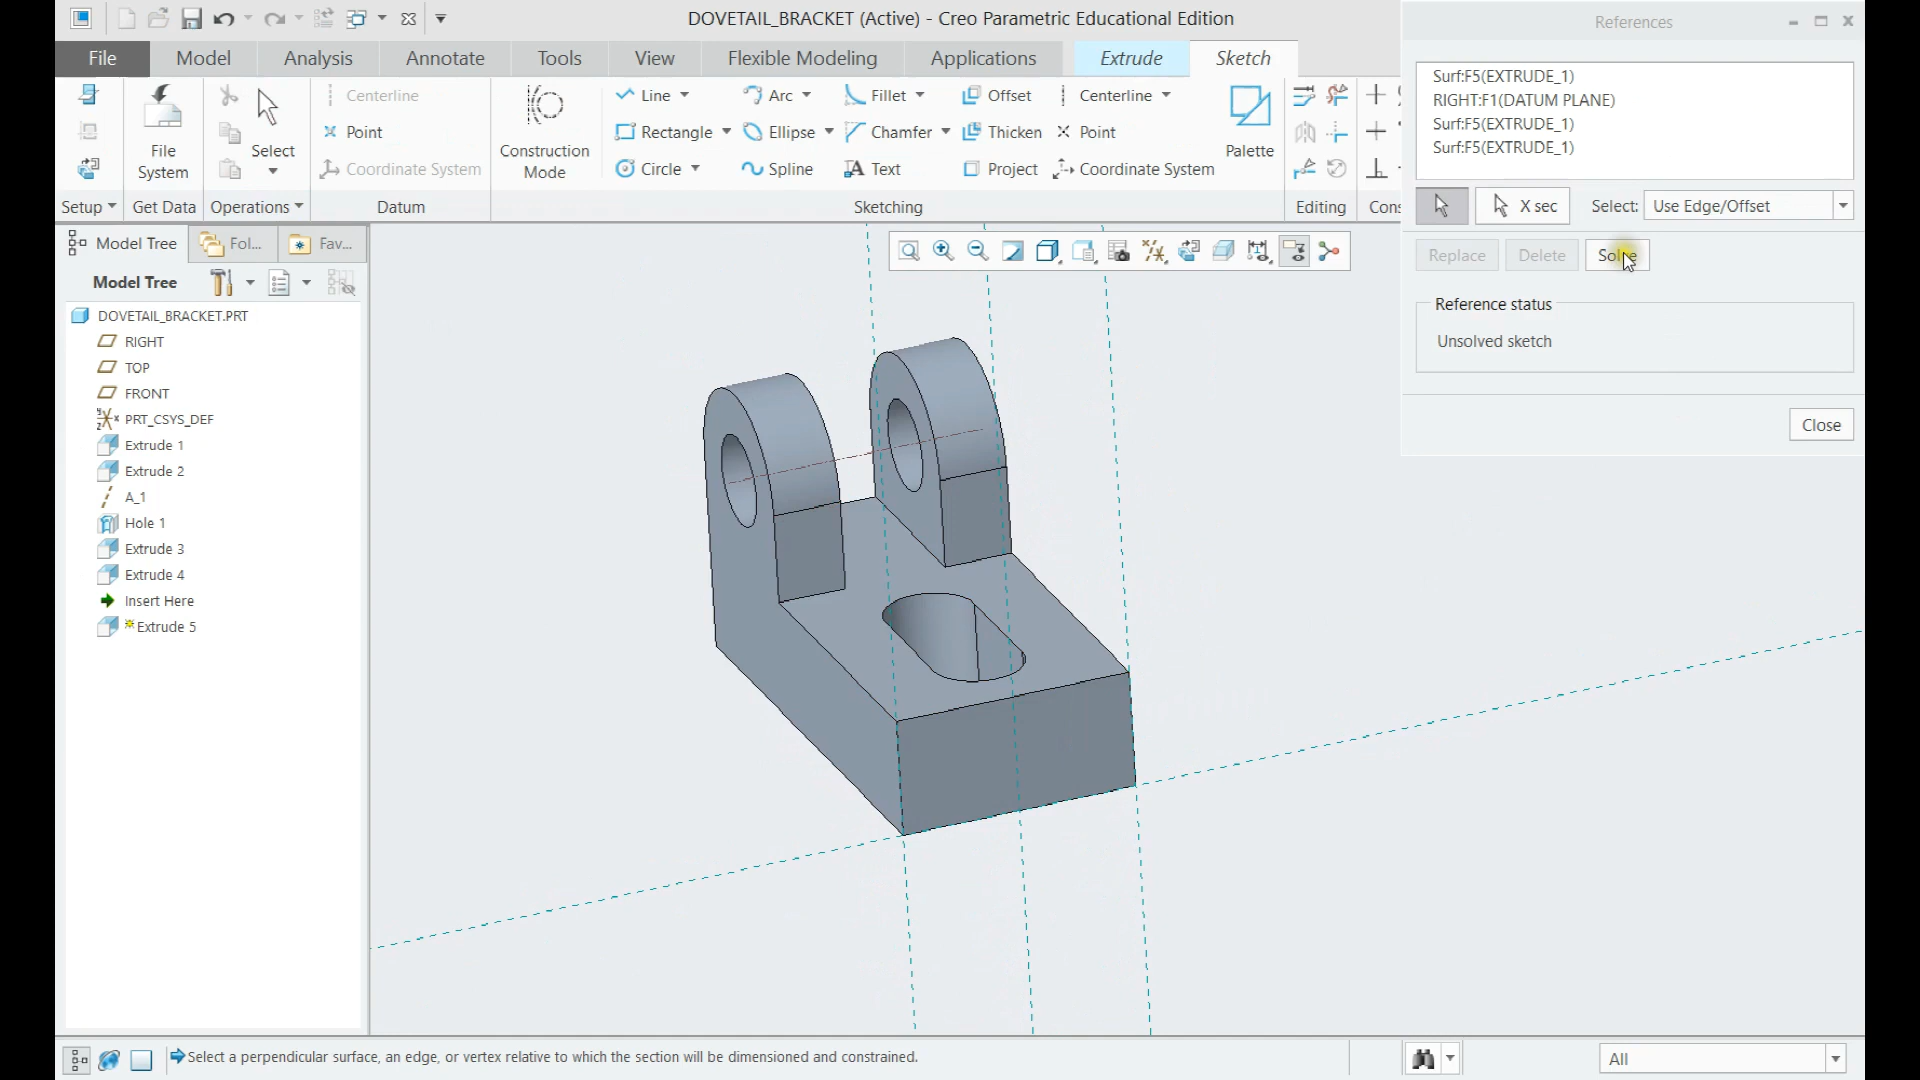 DOVETAIL_BRACKET (Active) - Creo Parametric Educational Edition
File Model Analysis Annotate Tools View Flexible Modeling Applications Extrude Sketch
Centerline
Point
Coordinate System
File System
Select
Construction Mode
Line Arc Fillet Offset Centerline
Rectangle Ellipse Chamfer Thicken Point
Circle Spline Text Project Coordinate System
Palette
Setup Get Data Operations Datum Sketching Editing Cons
References
Surf:F5(EXTRUDE_1)
RIGHT:F1(DATUM PLANE)
Surf:F5(EXTRUDE_1)
Surf:F5(EXTRUDE_1)
X sec Select: Use Edge/Offset
Replace Delete Solve
Reference status
Unsolved sketch
Close
Model Tree Fol... Fav...
Model Tree
DOVETAIL_BRACKET.PRT
RIGHT
TOP
FRONT
PRT_CSYS_DEF
Extrude 1
Extrude 2
A_1
Hole 1
Extrude 3
Extrude 4
Insert Here
Extrude 5
Select a perpendicular surface, an edge, or vertex relative to which the section will be dimensioned and constrained.
All